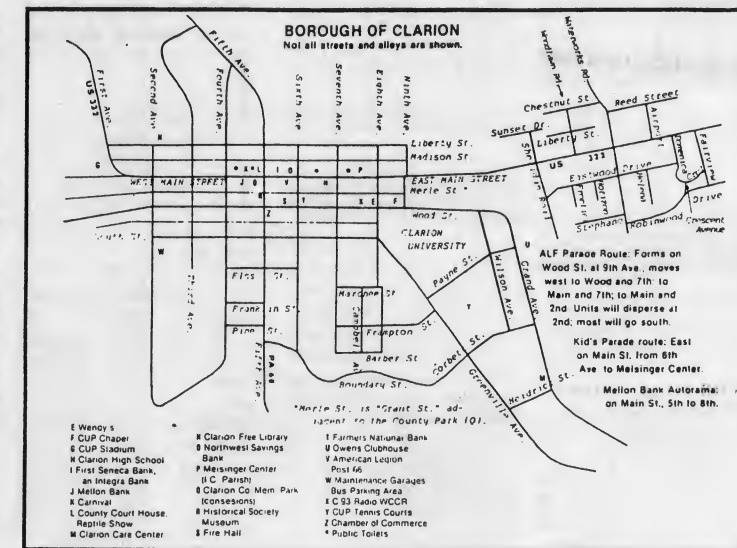 BOROUGH OF CLARION
Not all streets and alleys are shown.
US 322
First Ave.
Second Ave.
Fourth Ave.
Fifth Ave.
Sixth Ave.
Seventh Ave.
Eighth Ave.
Ninth Ave.
Liberty St.
Madison St.
WEST MAIN STREET
EAST MAIN STREET
Merle St *
Wood St.
South St.
CLARION
UNIVERSITY
Third Ave.
Pine St.
Fifth Ave.
PA 68
Frampton St.
Barber St
Boundary St.
Corbet St.
Payne St.
Wilson Ave.
Grand Ave.
Greenville Ave.
Heidric St.
Waterworks Rd.
Chestnut St.
Reed Street
Sunset Dr.
Liberty St.
US 322
Eastwood Drive
Airport
Fairview
Drive
Robinwood
Crescent
Avenue
ALF Parade Route: Forms on
Wood St. at 9th Ave., moves
west to Wood and 7th: to
Main and 7th; to Main and
2nd. Units will disperse at
2nd; most will go south.
Kid's Parade route: East
on Main St. from 6th
Ave to Meisinger Center.
Mellon Bank Autorama:
on Main St., 5th to 8th.
*Merle St. is "Grant St." ad-
jacent to the County Park (Q).
E Wendy s
F CUP Chapel
G CUP Stadium
H Clarion High School
I First Seneca Bank,
an Integra Bank
J Mellon Bank
K Carnival
L County Court House,
Reptile Show
M Clarion Care Center
N Clarion Free Library
O Northwest Savings
Bank
P Meisinger Center
(I.C. Parish)
Q Clarion Co Mem. Park
(consesions)
R Historical Society
Museum
S Fire Hall
T Farmers National Bank
U Owens Clubhouse
V American Legion
Post 66
W Maintenance Garages
Bus Parking Area
X C 93 Radio WCCR
Y CUP Tennis Courts
Z Chamber of Commerce
* Public Toilets